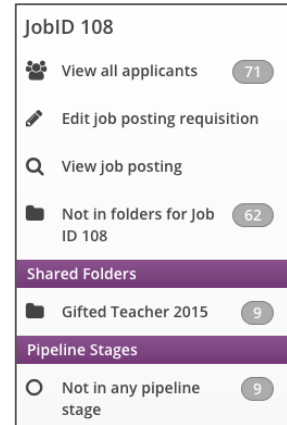 JobID 108
View all applicants 71
Edit job posting requisition
View job posting
Not in folders for Job 62
ID 108
Shared Folders
Gifted Teacher 2015 9
Pipeline Stages
Not in any pipeline 9
stage